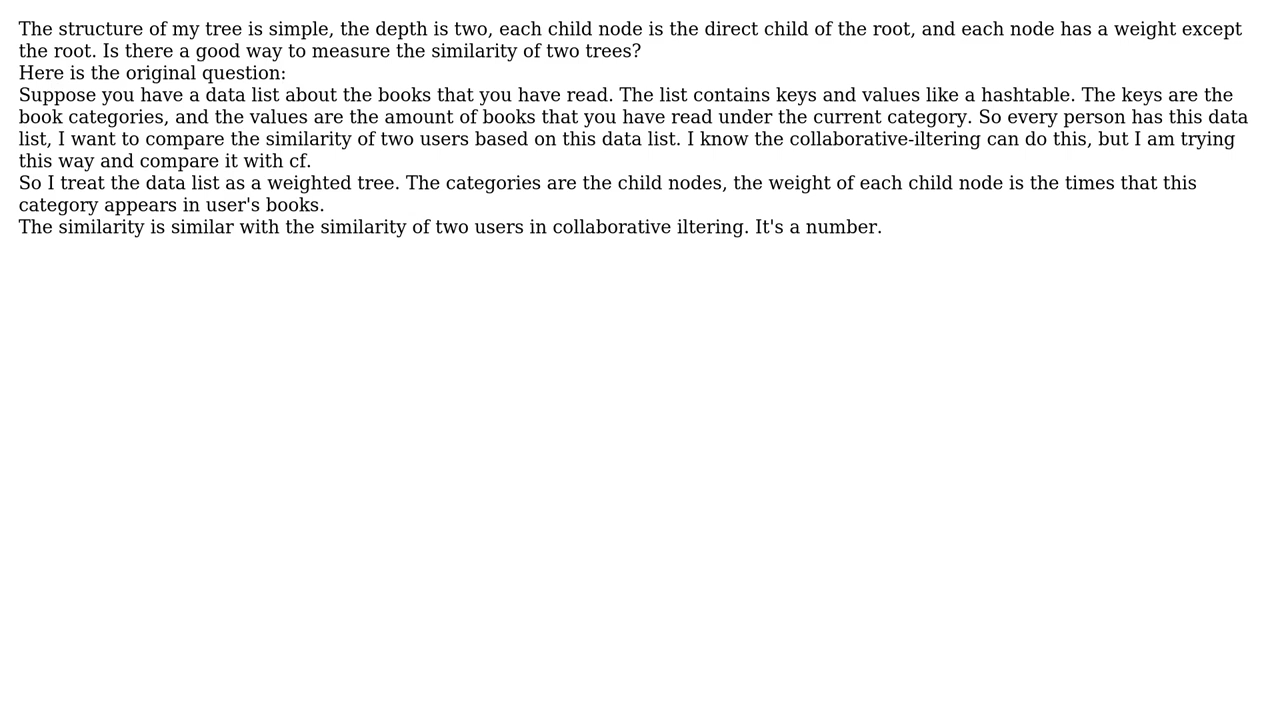 The structure of my tree is simple, the depth is two, each child node is the direct child of the root, and each node has a weight except
the root. Is there a good way to measure the similarity of two trees?
Here is the original question:
Suppose you have a data list about the books that you have read. The list contains keys and values like a hashtable. The keys are the
book categories, and the values are the amount of books that you have read under the current category. So every person has this data
list, I want to compare the similarity of two users based on this data list. I know the collaborative-iltering can do this, but I am trying
this way and compare it with cf.
So I treat the data list as a weighted tree. The categories are the child nodes, the weight of each child node is the times that this
category appears in user's books.
The similarity is similar with the similarity of two users in collaborative iltering. It's a number.